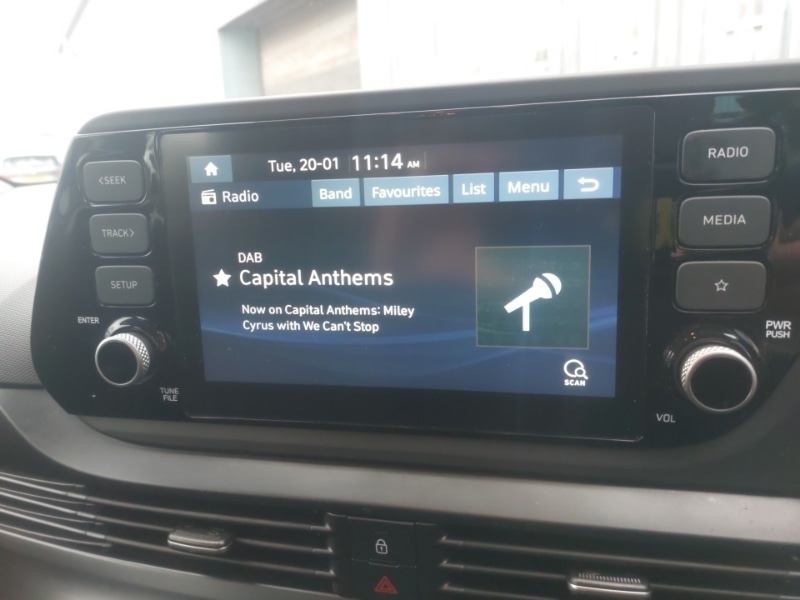 <SEEK
TRACK>
SETUP
ENTER
TUNE
FILE
Tue, 20-01 11:14 AM
Radio Band Favourites List Menu
DAB
Capital Anthems
Now on Capital Anthems: Miley
Cyrus with We Can't Stop
SCAN
RADIO
MEDIA
PWR
PUSH
VOL